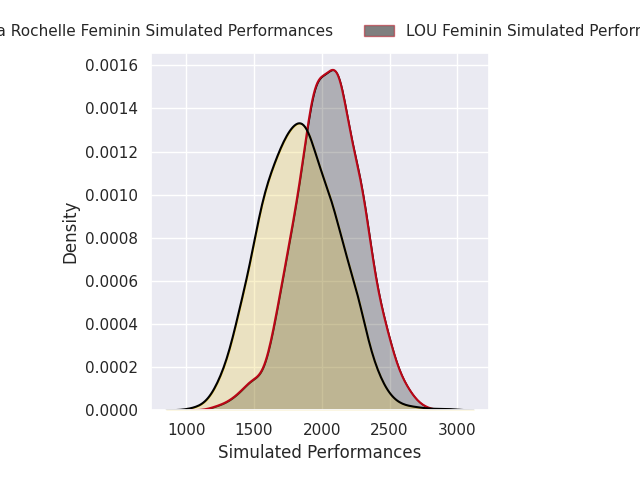 a Rochelle Feminin Simulated Performances LOU Feminin Simulated Perfor
0.0016
0.0014
0.0012
0.0010
0.0008
0.0006
0.0004
0.0002
0.0000
Density
1000 1500 2000 2500 3000
Simulated Performances